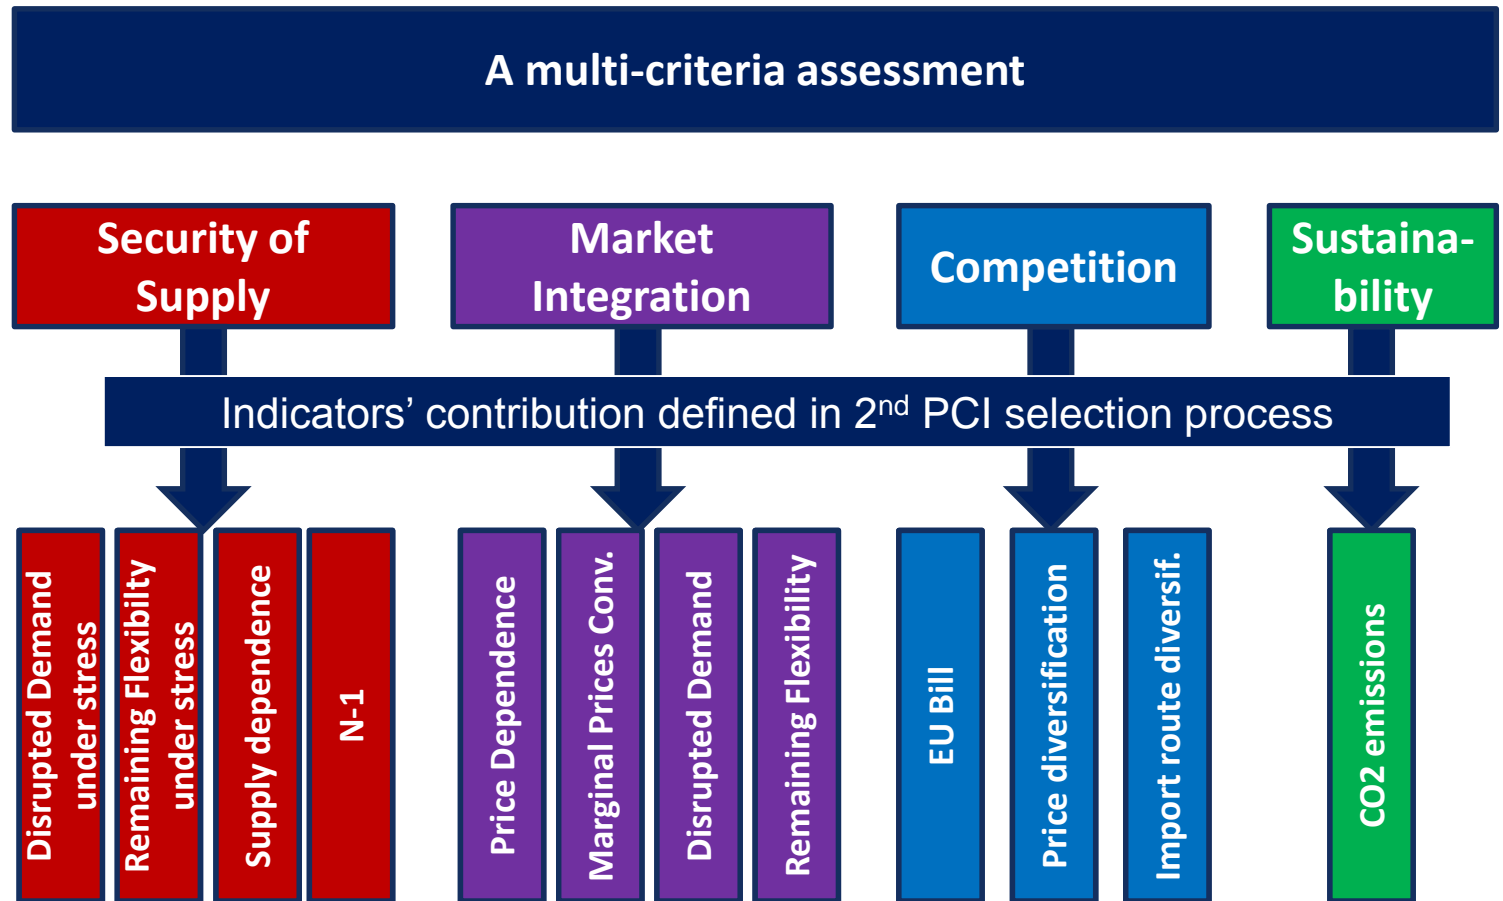 A multi-criteria assessment
Security of
Supply
Market
Integration
Competition
Sustaina-
bility
Indicators’ contribution defined in 2nd PCI selection process
Disrupted Demand
under stress
Remaining Flexibilty
under stress
Supply dependence
N-1
Price Dependence
Marginal Prices Conv.
Disrupted Demand
Remaining Flexibility
EU Bill
Price diversification
Import route diversif.
CO2 emissions